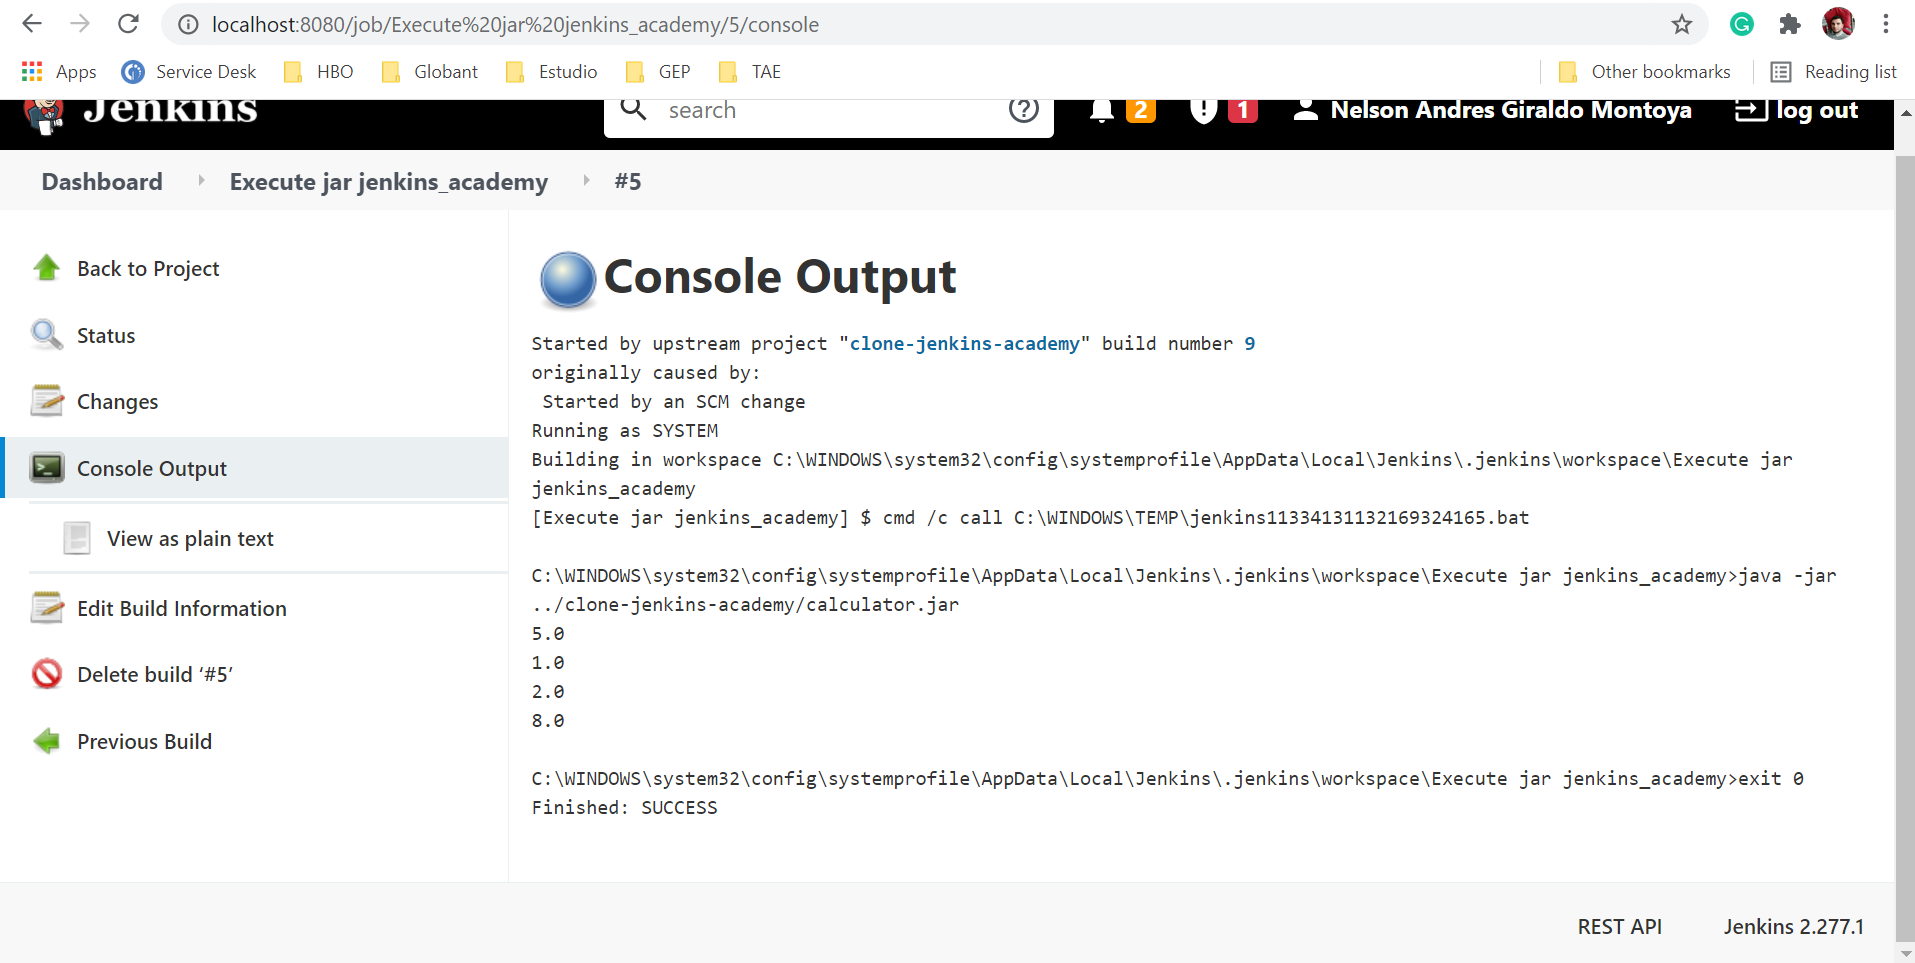 localhost:8080/job/Execute%20jar%20jenkins_academy/5/console
Apps Service Desk HBO Globant Estudio GEP TAE Other bookmarks Reading list
Jenkins search 2 1 Nelson Andres Giraldo Montoya log out
Dashboard Execute jar jenkins_academy #5
Back to Project
Status
Changes
Console Output
View as plain text
Edit Build Information
Delete build ‘#5’
Previous Build
Console Output
Started by upstream project "clone-jenkins-academy" build number 9
originally caused by:
Started by an SCM change
Running as SYSTEM
Building in workspace C:\WINDOWS\system32\config\systemprofile\AppData\Local\Jenkins\.jenkins\workspace\Execute jar
jenkins_academy
[Execute jar jenkins_academy] $ cmd /c call C:\WINDOWS\TEMP\jenkins11334131132169324165.bat
C:\WINDOWS\system32\config\systemprofile\AppData\Local\Jenkins\.jenkins\workspace\Execute jar jenkins_academy>java -jar
../clone-jenkins-academy/calculator.jar
5.0
1.0
2.0
8.0
C:\WINDOWS\system32\config\systemprofile\AppData\Local\Jenkins\.jenkins\workspace\Execute jar jenkins_academy>exit 0
Finished: SUCCESS
REST API Jenkins 2.277.1